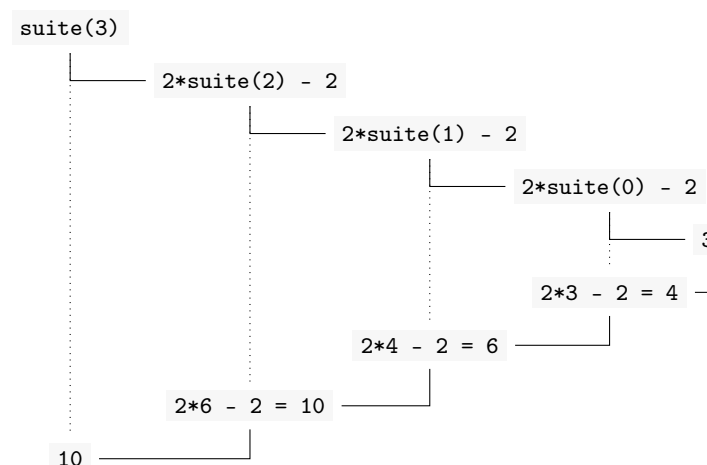 suite(3)
2*suite(2) - 2
2*suite(1) - 2
2*suite(0) - 2
3
2*3 - 2 = 4
2*4 - 2 = 6
2*6 - 2 = 10
10